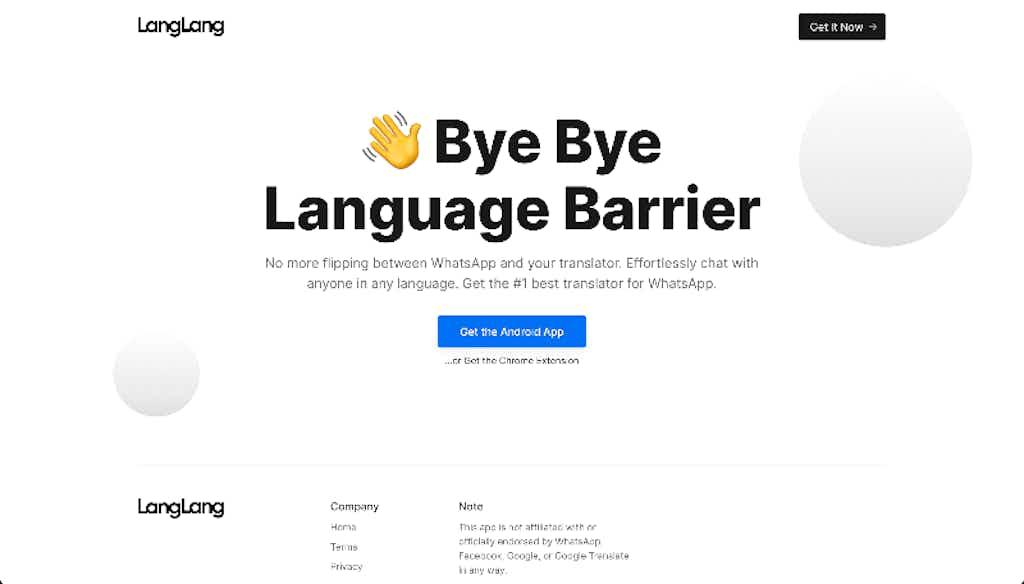 LangLang
Get It Now →
👋 Bye Bye
Language Barrier
No more flipping between WhatsApp and your translator. Effortlessly chat with
anyone in any language. Get the #1 best translator for WhatsApp.
Get the Android App
...or Get the Chrome Extension
LangLang
Company
Home
Terms
Privacy
Note
This app is not affiliated with or
officially endorsed by WhatsApp,
Facebook, Google, or Google Translate
in any way.